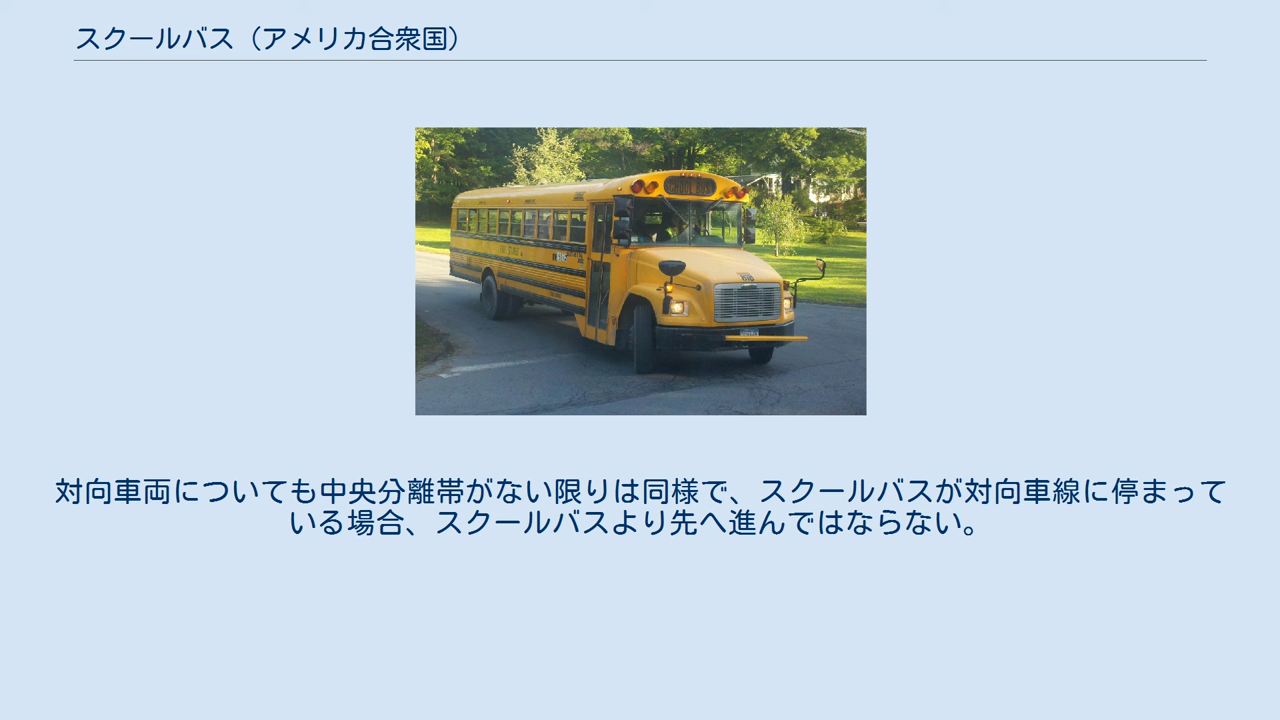 スクールバス（アメリカ合衆国）
SCHOOL BUS
対向車両についても中央分離帯がない限りは同様で、スクールバスが対向車線に停まって
いる場合、スクールバスより先へ進んではならない。